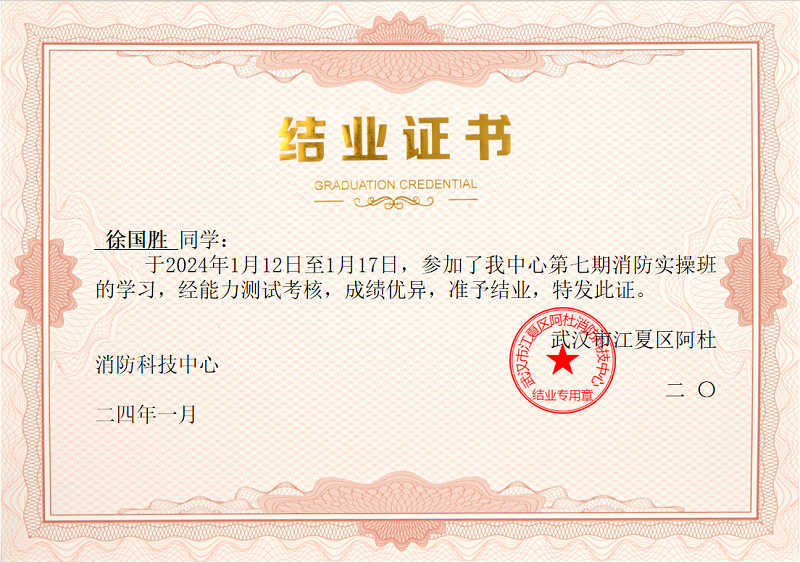 结业证书
GRADUATION CREDENTIAL
徐国胜 同学：
于2024年1月12日至1月17日，参加了我中心第七期消防实操班
的学习，经能力测试考核，成绩优异，准予结业，特发此证。
武汉市江夏区阿杜
消防科技中心
二 〇
二四年一月
武汉市江夏区阿杜消防科技中心
结业专用章